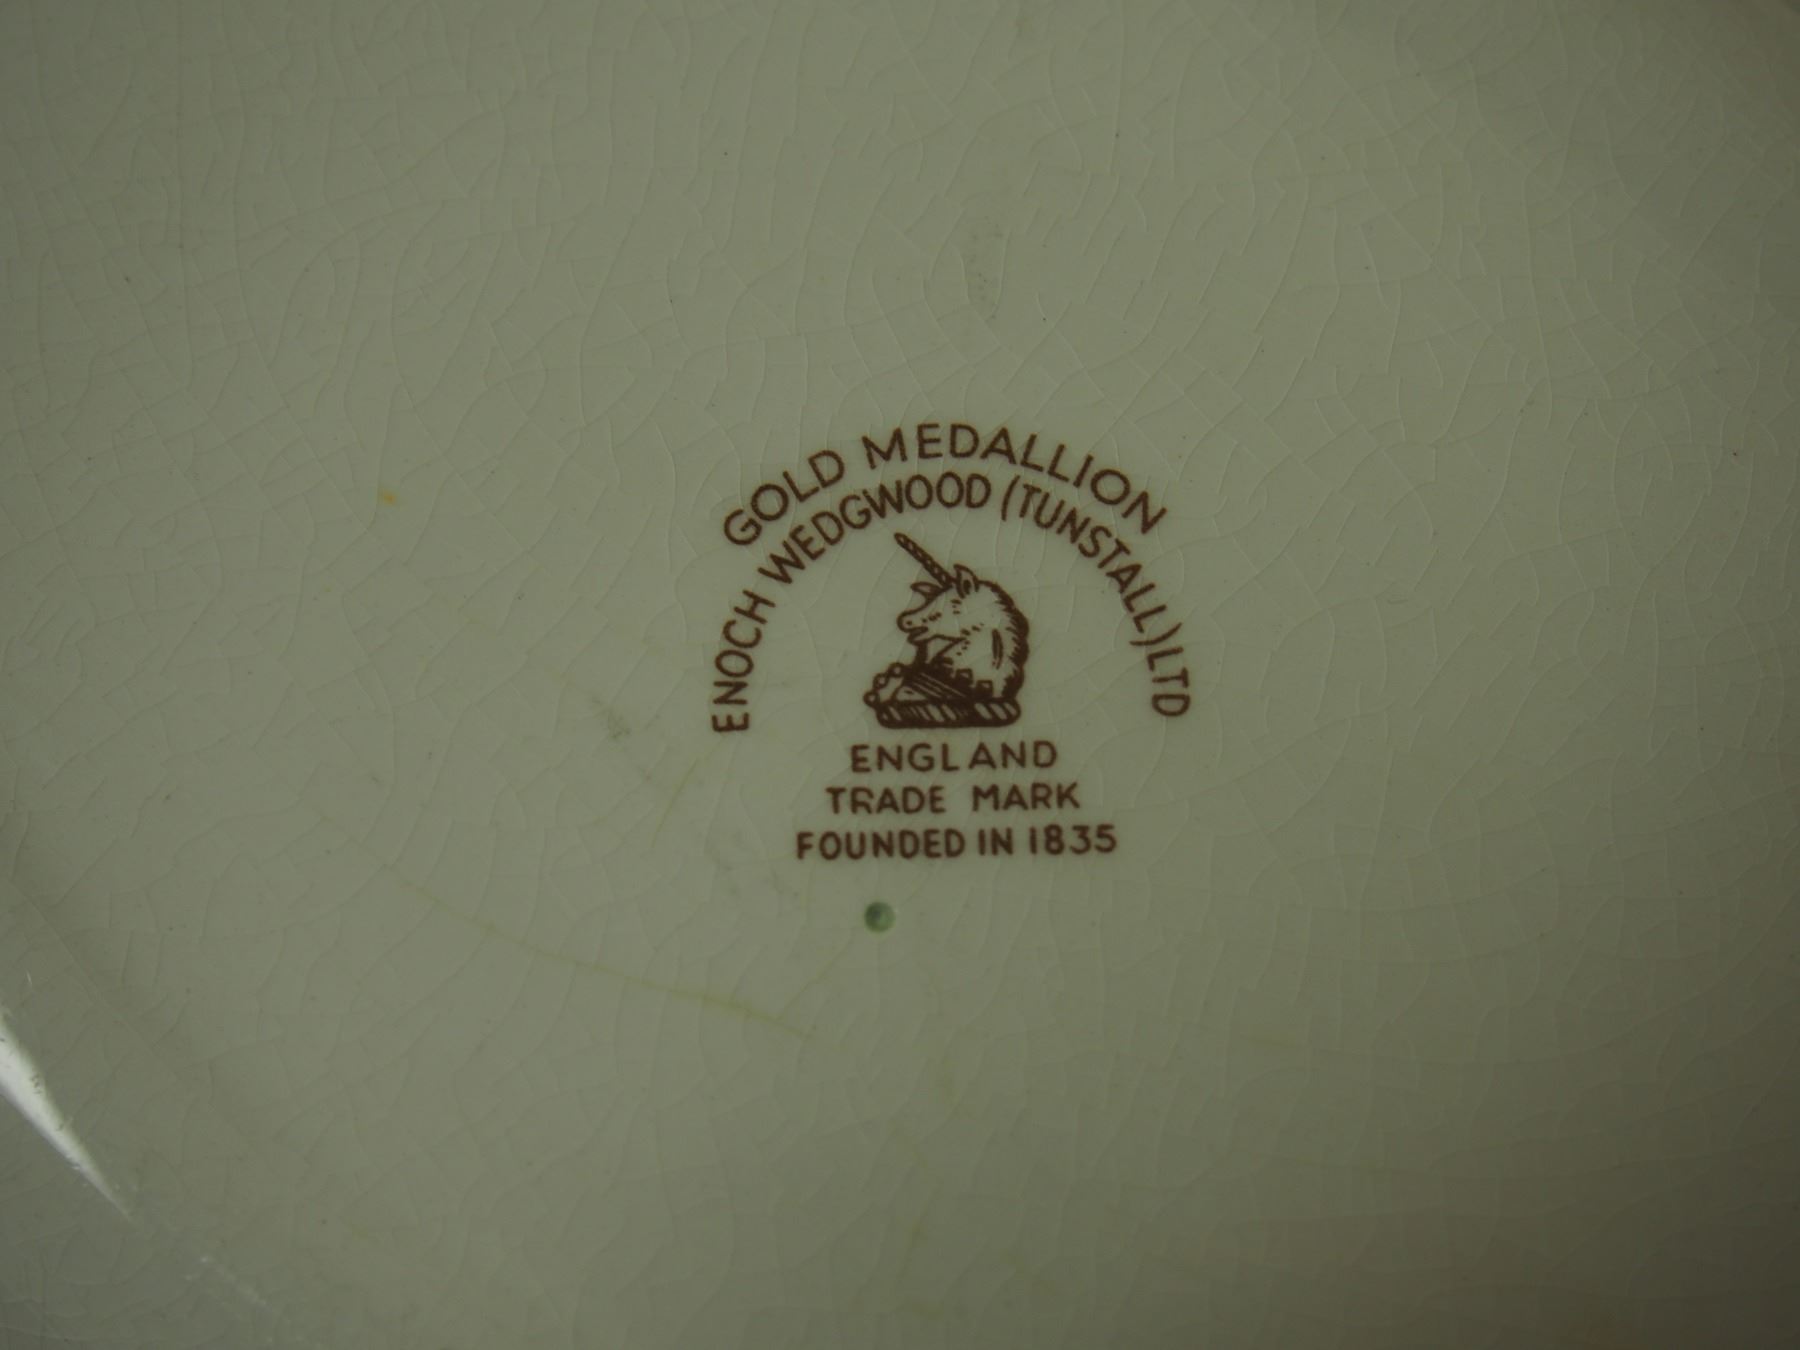 GOLD MEDALLION
ENOCH WEDGWOOD (TUNSTALL) LTD
ENGLAND
TRADE MARK
FOUNDED IN 1835